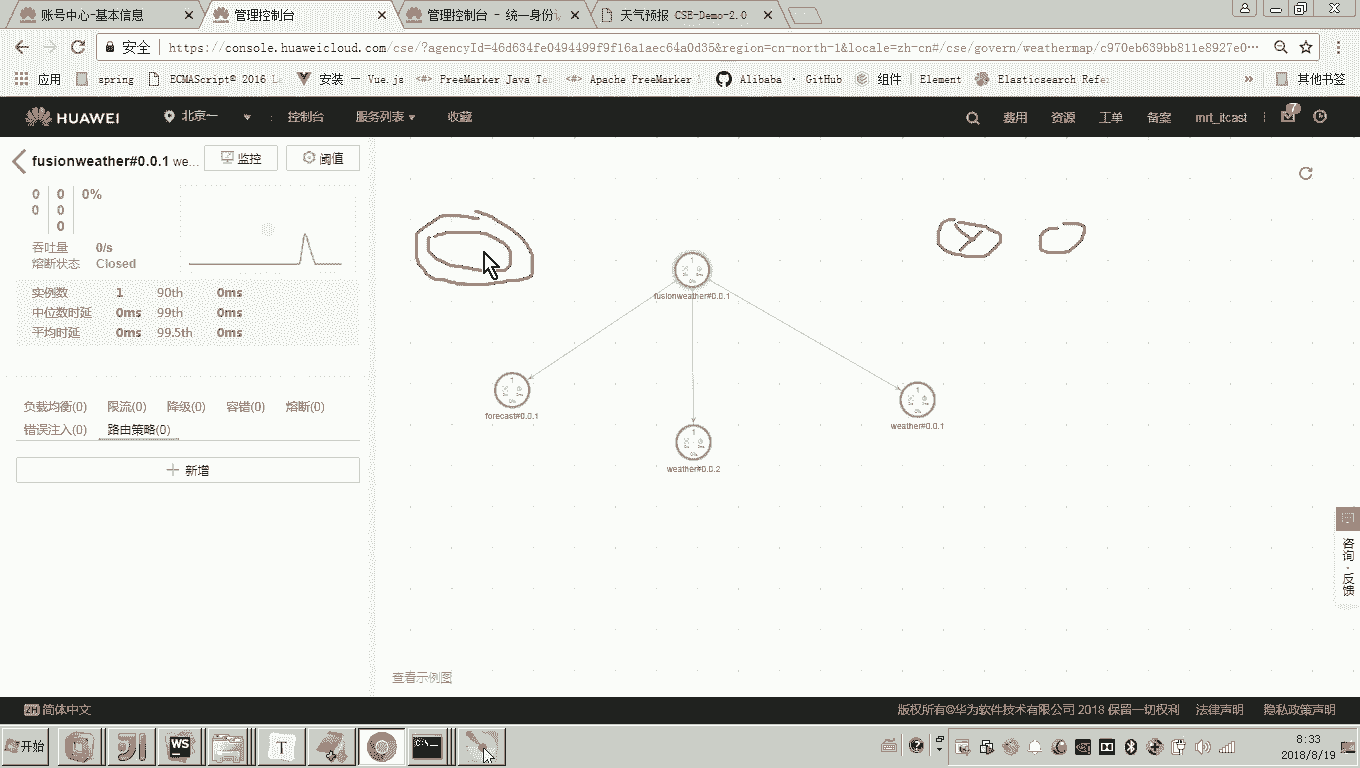 账号中心-基本信息
管理控制台
管理控制台 - 统一身份
天气预报 CSE-Demo-2.0
安全 https://console.huaweicloud.com/cse/?agencyId=46d634fe0494499f9f16a1aec64a0d35&region=cn-north-1&locale=zh-cn#/cse/govern/weathermap/c970eb639bb811e8927e0…
应用 spring ECMAScript® 2016 安装 — Vue.js FreeMarker Java Te Apache FreeMarker Alibaba · GitHub 组件 Element Elasticsearch Refe » 其他书签
HUAWEI 北京一 控制台 服务列表 收藏 费用 资源 工单 备案 mrt_itcast 7
fusionweather#0.0.1 we... 监控 阈值
0 0 0%
0 0
0
吞吐量 0/s
熔断状态 Closed
实例数 1 90th 0ms
中位数时延 0ms 99th 0ms
平均时延 0ms 99.5th 0ms
负载均衡(0) 限流(0) 降级(0) 容错(0) 熔断(0)
错误注入(0) 路由策略(0)
新增
fusionweather#0.0.1
forecast#0.0.1
weather#0.0.2
weather#0.0.1
咨询·反馈
查看示例图
ZH 简体中文 版权所有©华为软件技术有限公司 2018 保留一切权利 法律声明 隐私政策声明
开始
8:33
2018/8/19